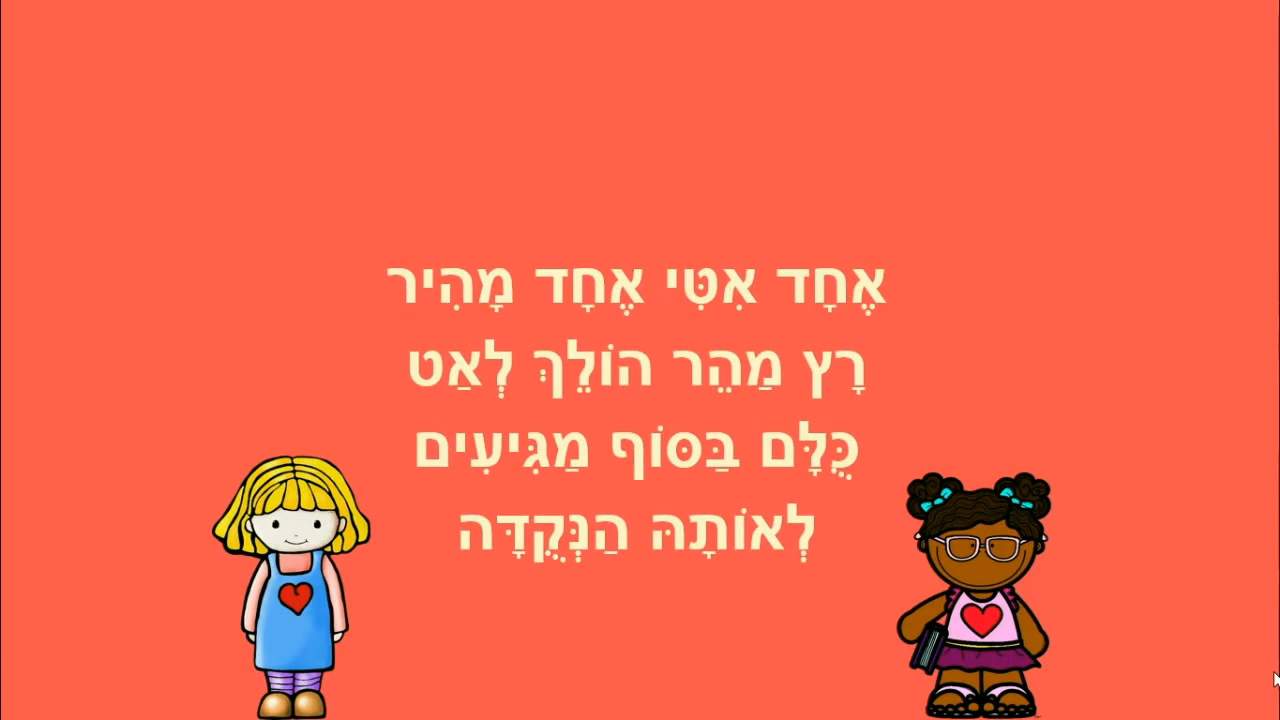 אֶחָד אִטִּי אֶחָד מָהִיר
רָץ מַהֵר הוֹלֵךְ לְאַט
כֻּלָּם בַּסּוֹף מַגִּיעִים
לְאוֹתָהּ הַנְּקֻדָּה